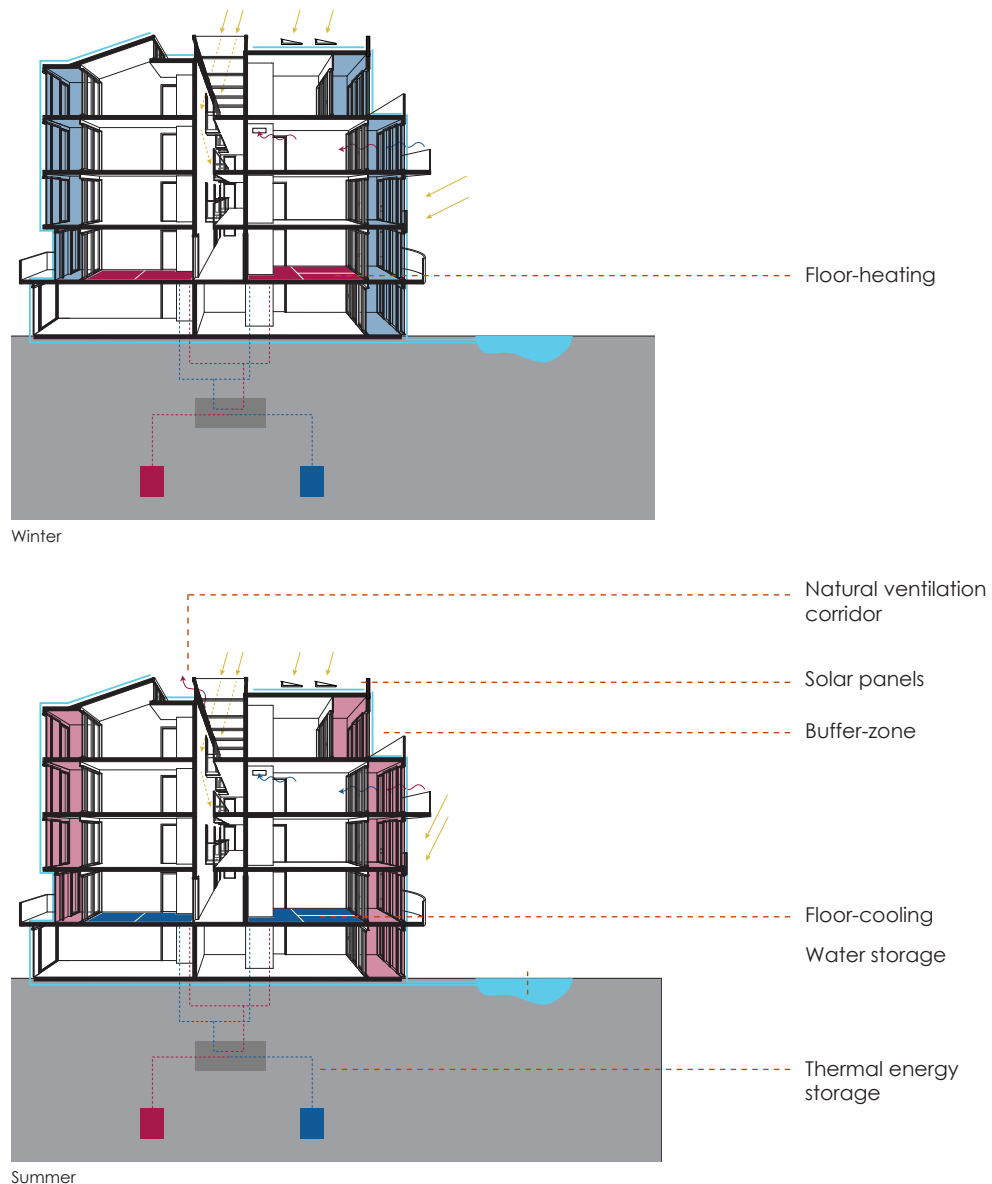 Floor-heating
Winter
Natural ventilation
corridor
Solar panels
Buffer-zone
Floor-cooling
Water storage
Thermal energy
storage
Summer